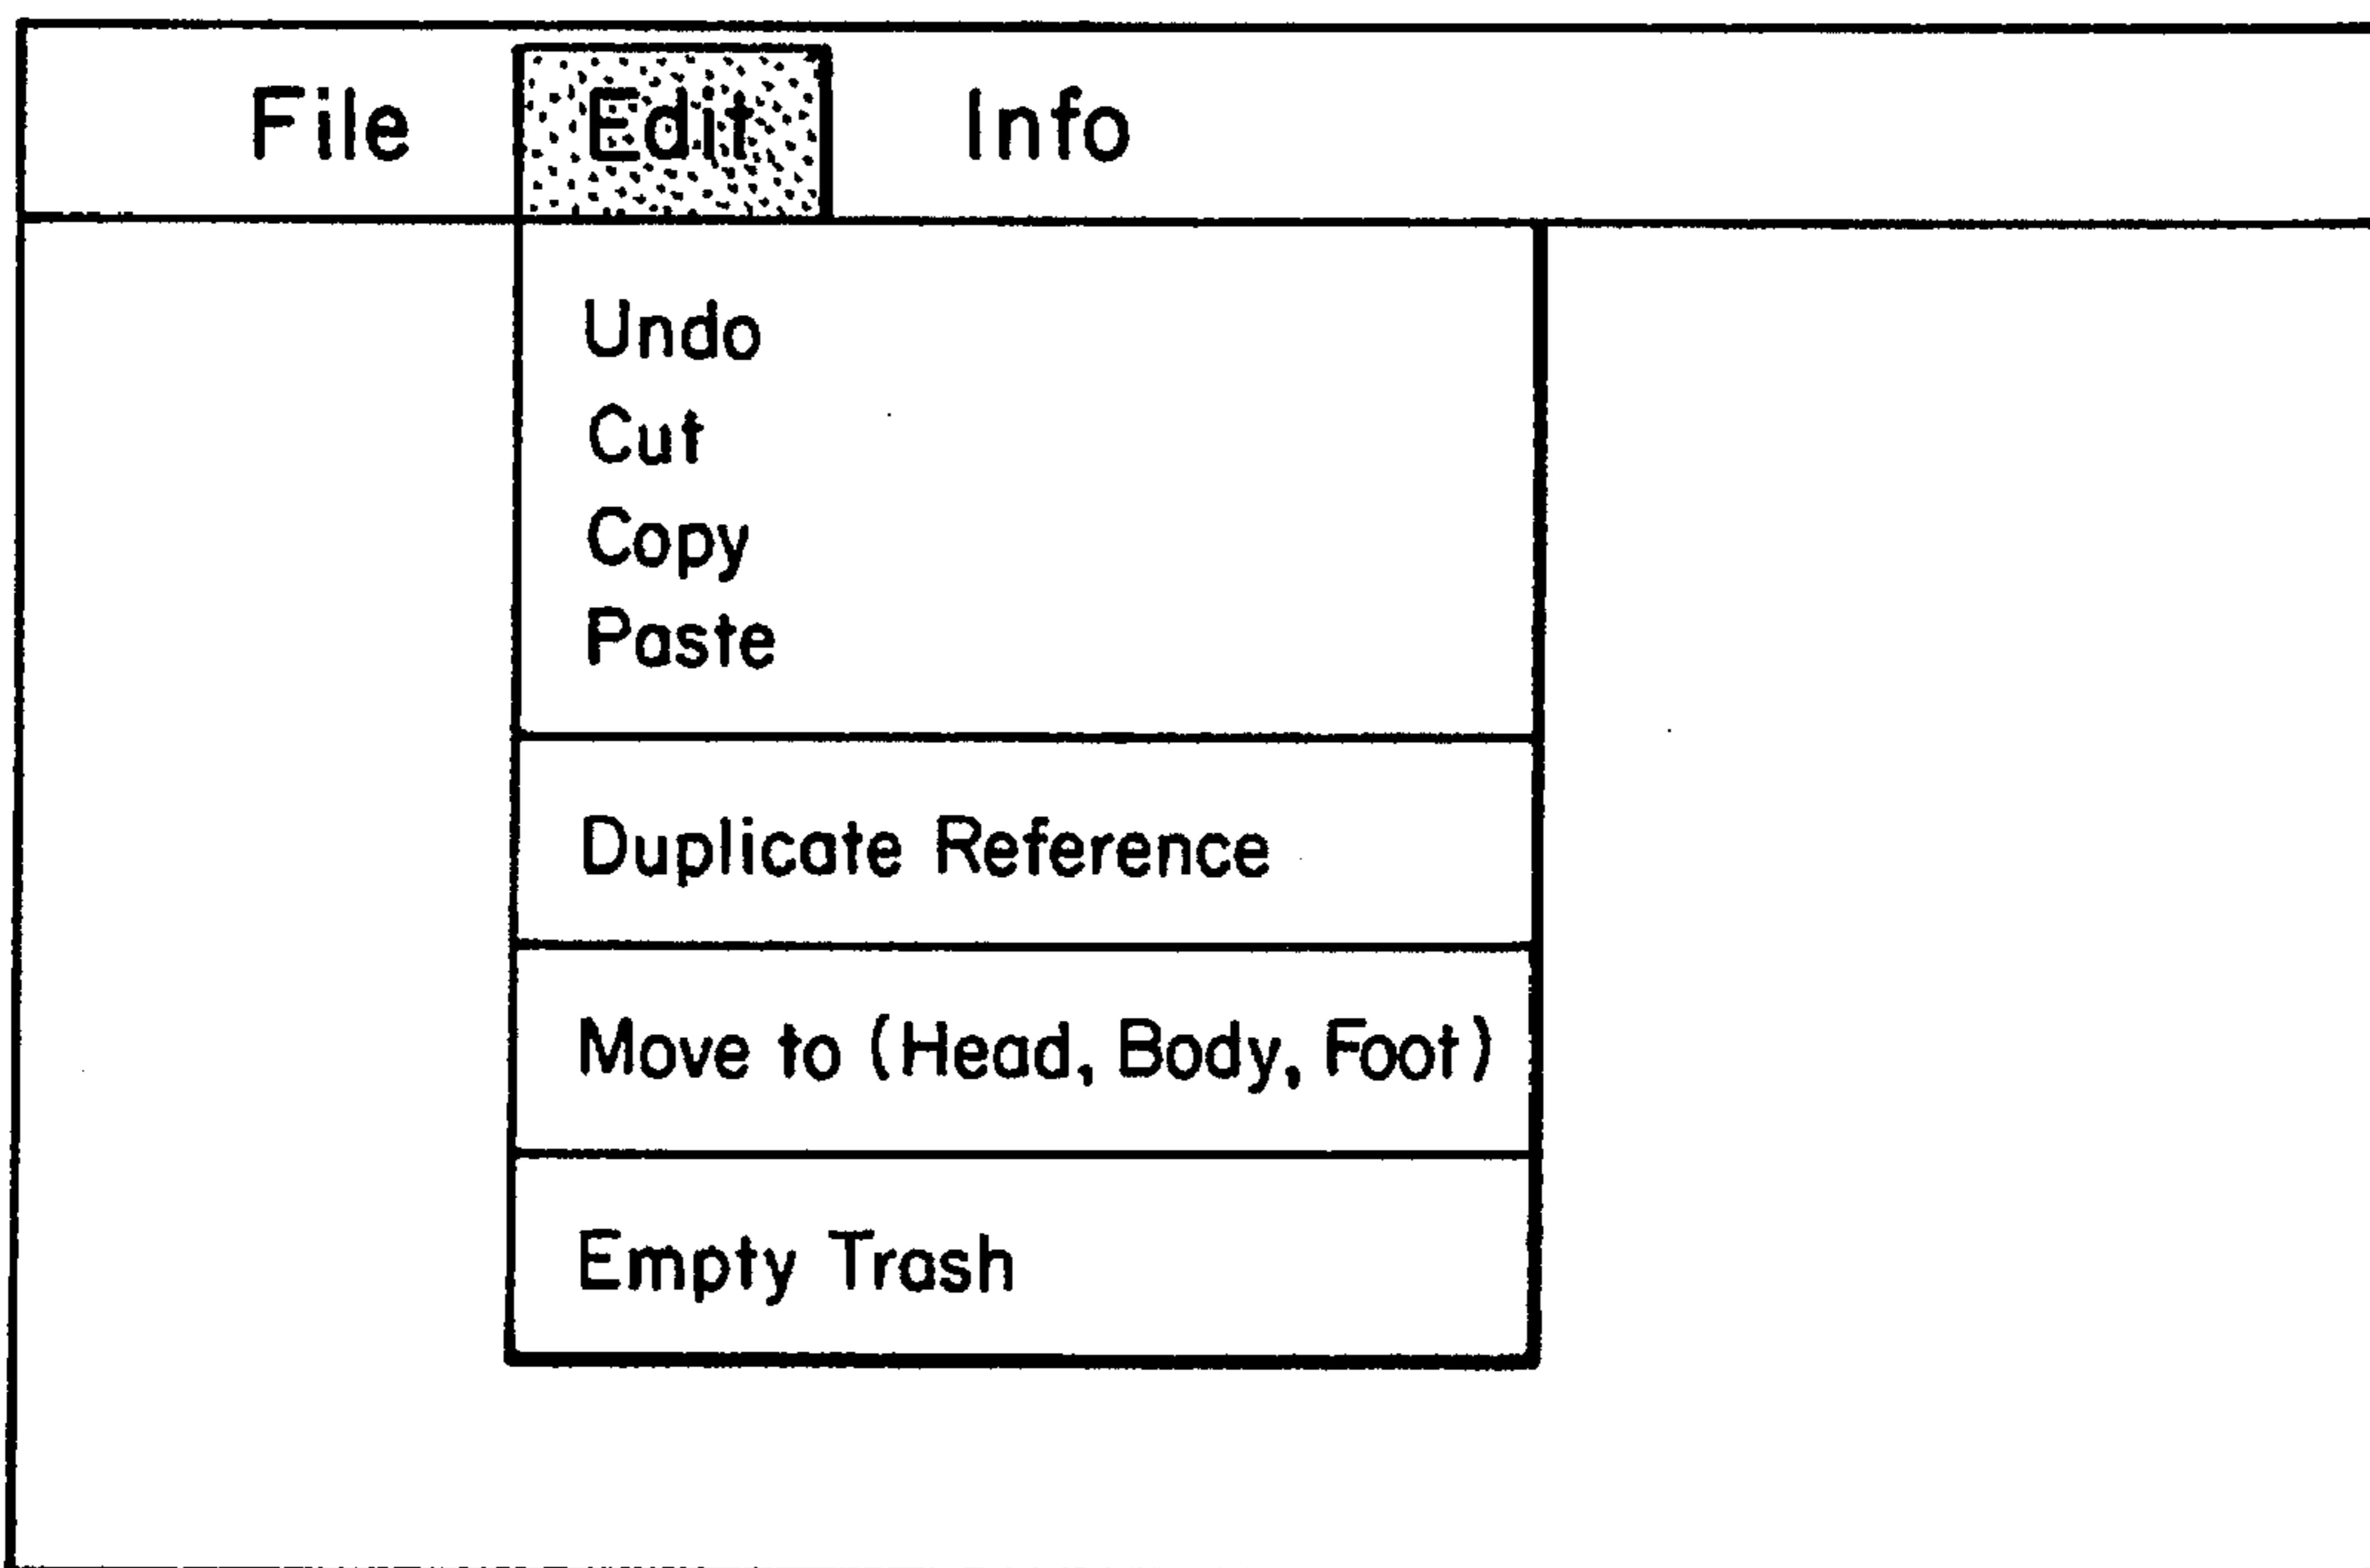 File Edit Info
Undo
Cut
Copy
Paste
Duplicate Reference
Move to (Head, Body, Foot)
Empty Trash